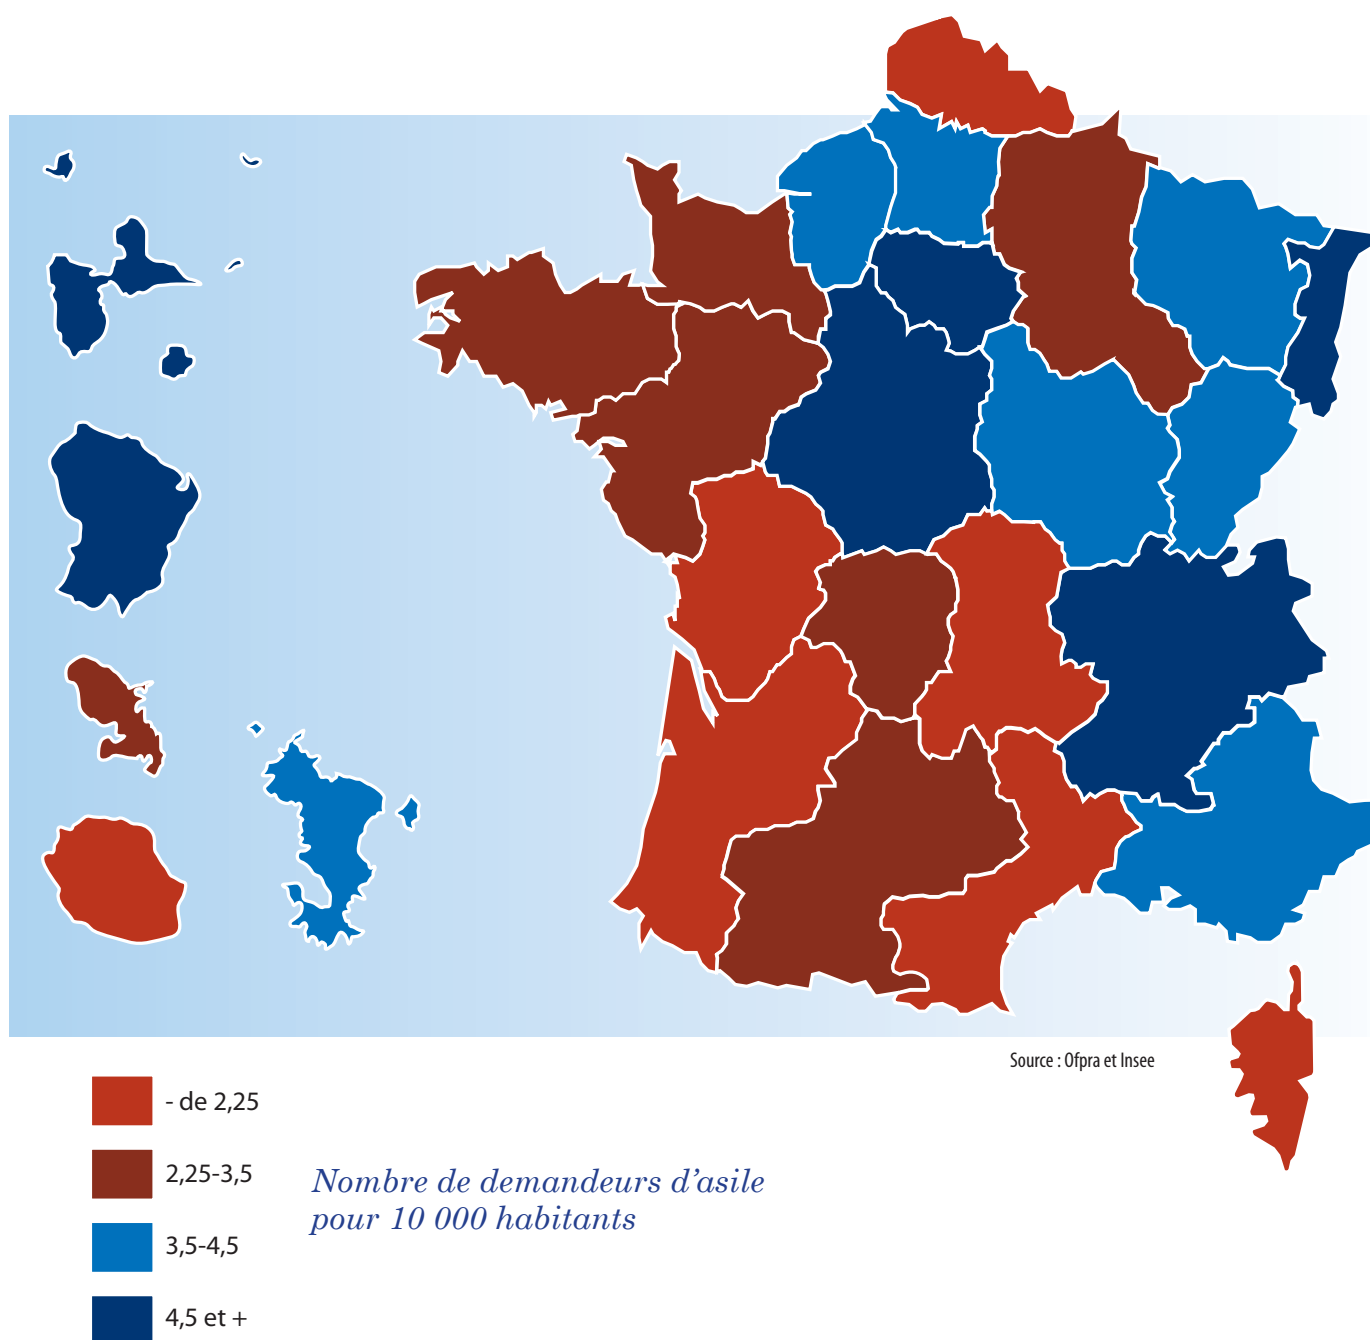 Source : Ofpra et Insee
- de 2,25
2,25-3,5
3,5-4,5
4,5 et +
Nombre de demandeurs d'asile
pour 10 000 habitants